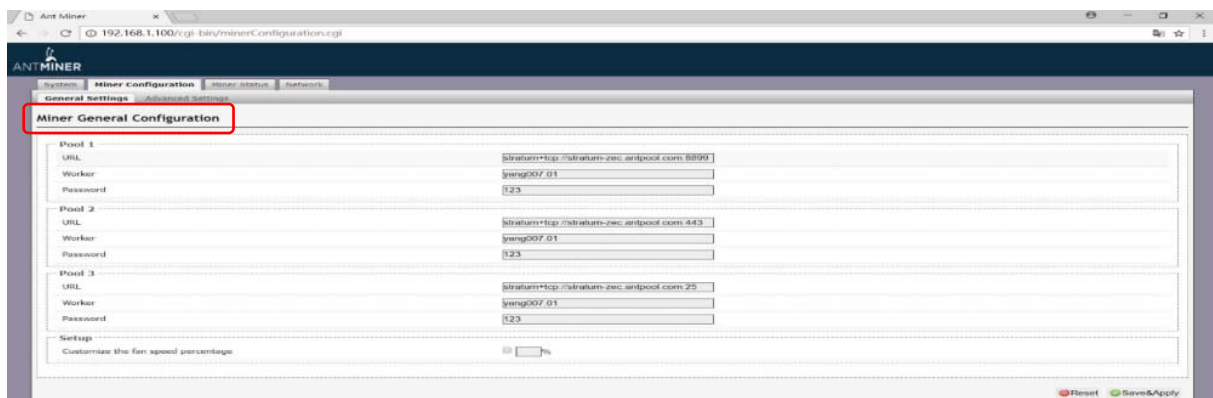 Ant Miner
192.168.1.100/cgi-bin/minerConfiguration.cgi
ANTMINER
System Miner Configuration Miner Status Network
General Settings Advanced Settings
Miner General Configuration
Pool 1
URL stratum+tcp://stratum-zec.antpool.com:8899
Worker yang007.01
Password 123
Pool 2
URL stratum+tcp://stratum-zec.antpool.com:443
Worker yang007.01
Password 123
Pool 3
URL stratum+tcp://stratum-zec.antpool.com:25
Worker yang007.01
Password 123
Setup
Customize the fan speed percentage %
Reset Save&Apply